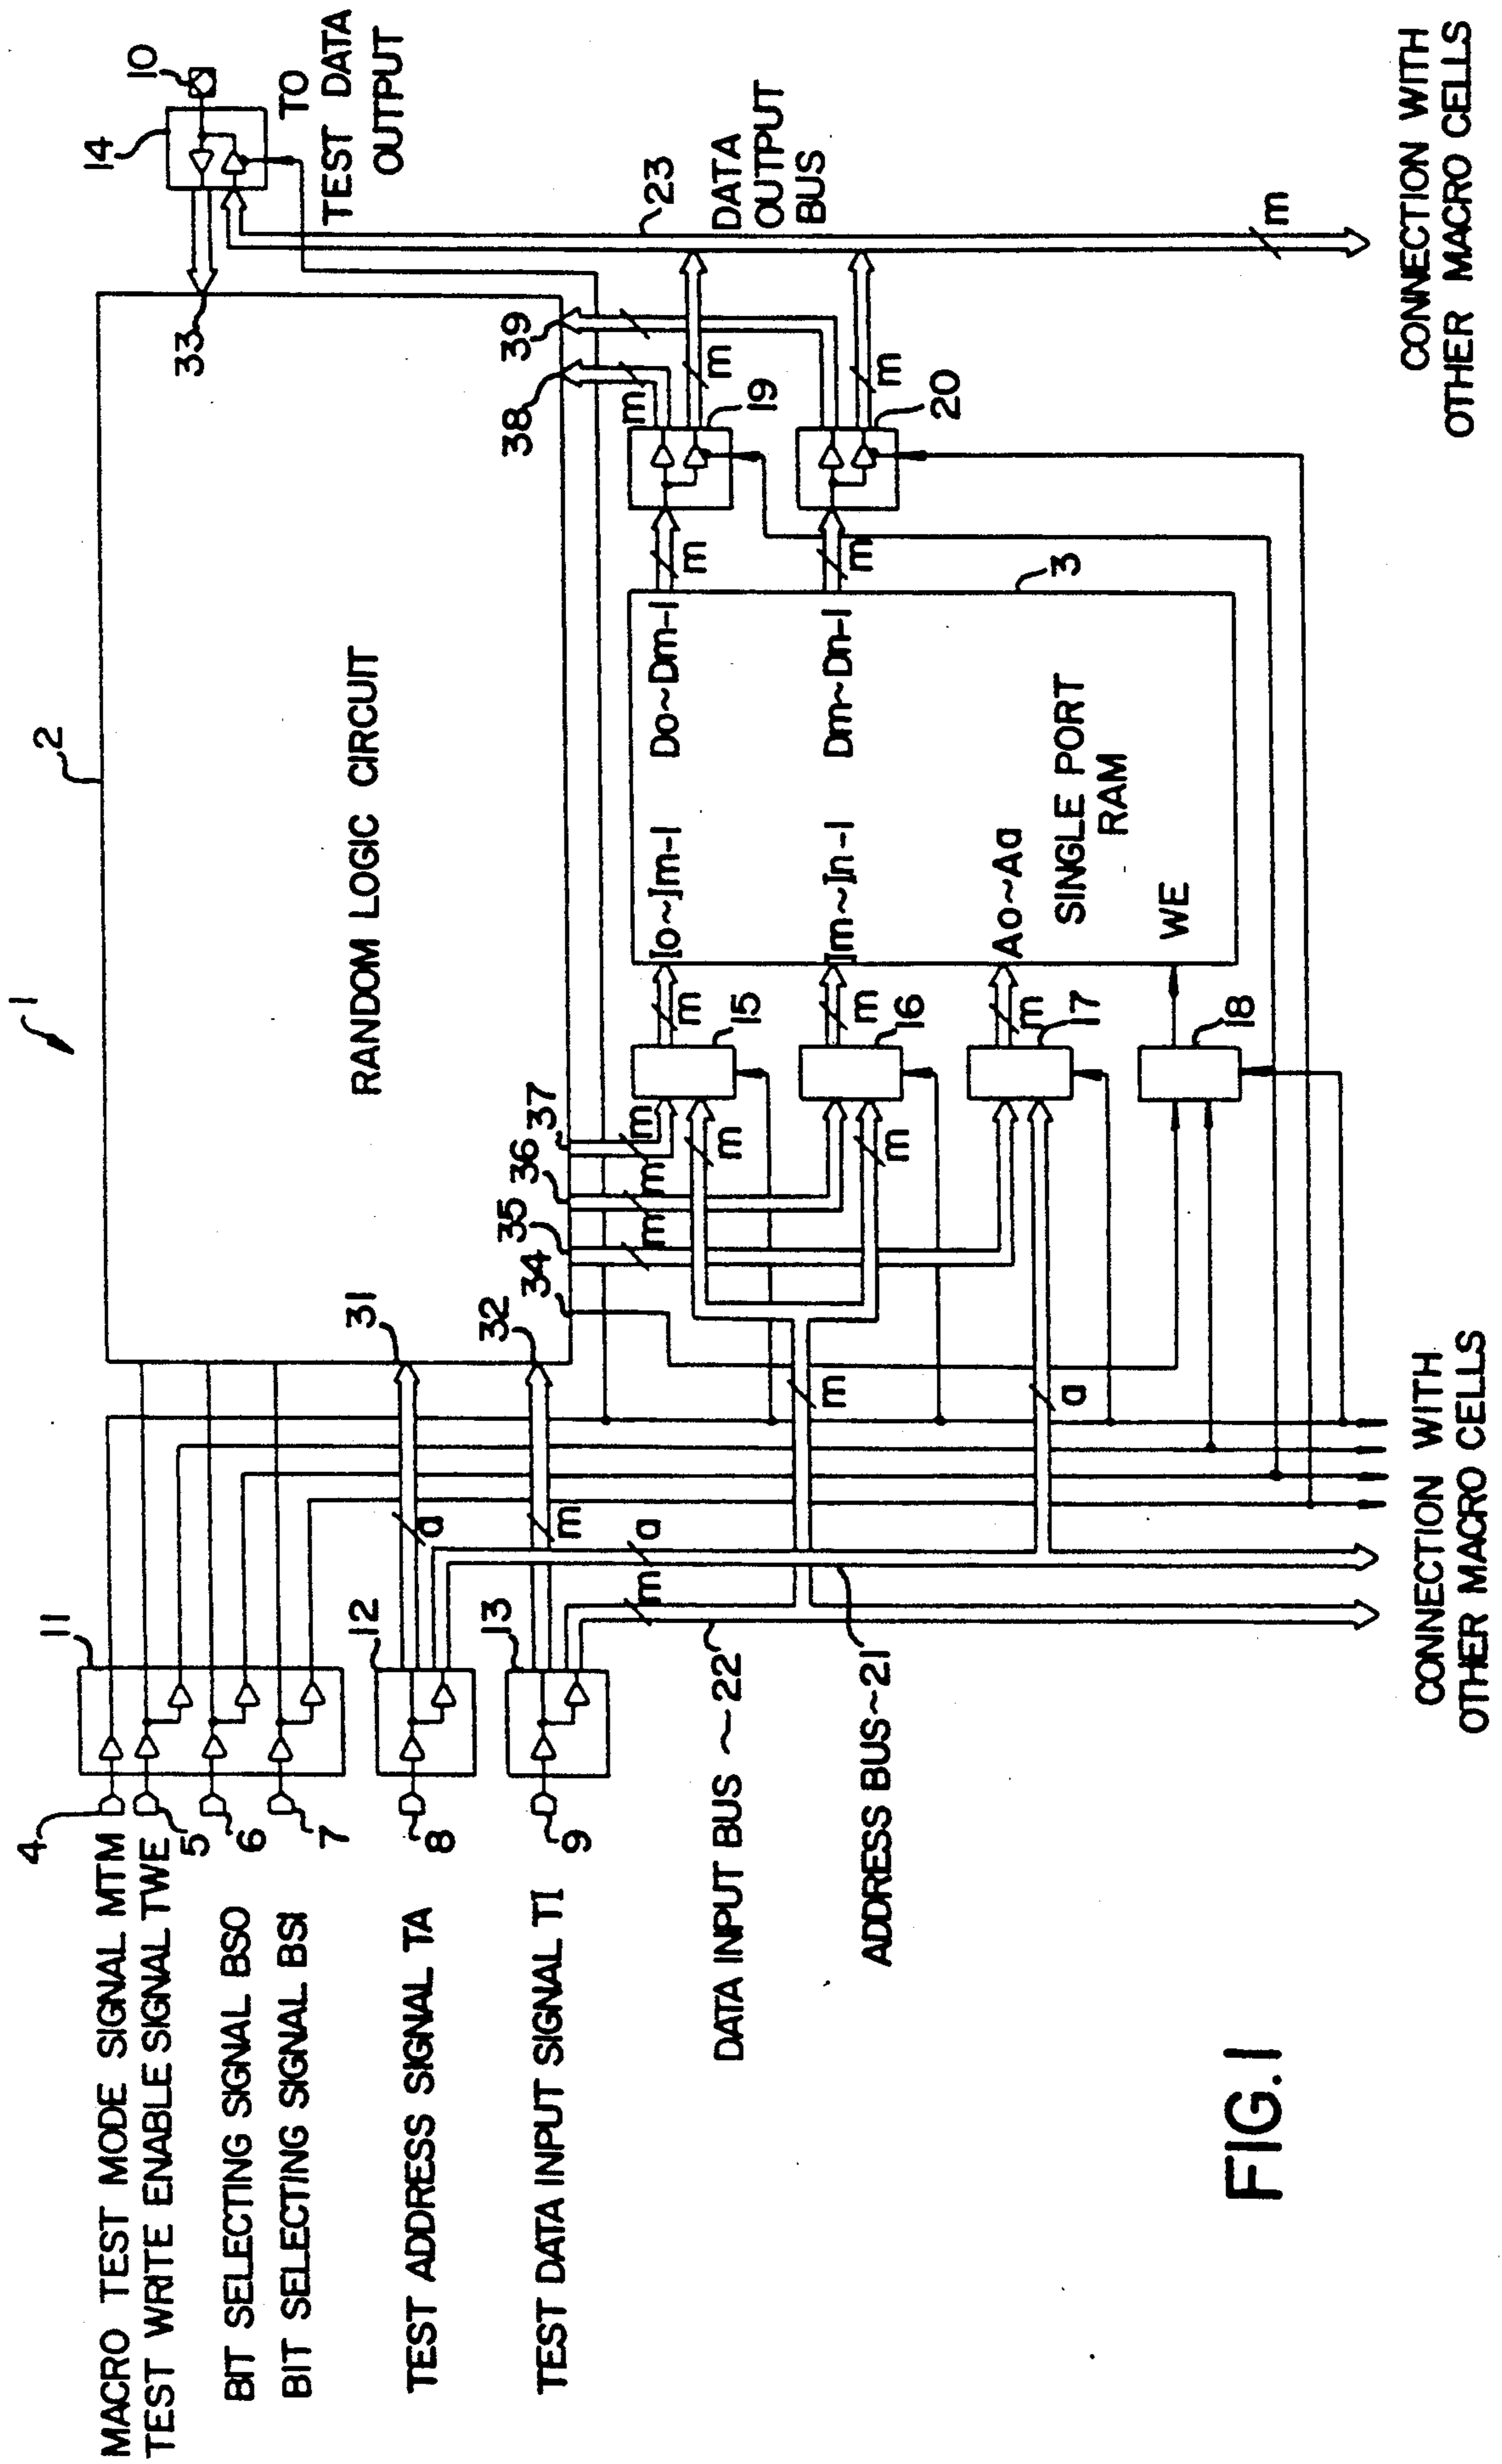 1
2
RANDOM LOGIC CIRCUIT
11
4
MACRO TEST MODE SIGNAL MTM
TEST WRITE ENABLE SIGNAL TWE
5
BIT SELECTING SIGNAL BSO
6
BIT SELECTING SIGNAL BSI
7
TEST ADDRESS SIGNAL TA
8
12
a
31
TEST DATA INPUT SIGNAL TI
9
13
m
32
33
14
10
TO
TEST DATA
OUTPUT
34
35
36
37
38
39
m
m
m
m
m
a
m
DATA INPUT BUS ~22
ADDRESS BUS~21
m
a
m
m
15
m
16
m
17
m
18
Io~Im-I
Do~Dm-I
Im~In-I
Dm~Dn-I
Ao~Aa
SINGLE PORT
RAM
WE
3
m
m
19
20
m
m
23
DATA
OUTPUT
BUS
m
CONNECTION WITH
OTHER MACRO CELLS
CONNECTION WITH
OTHER MACRO CELLS
FIG.1